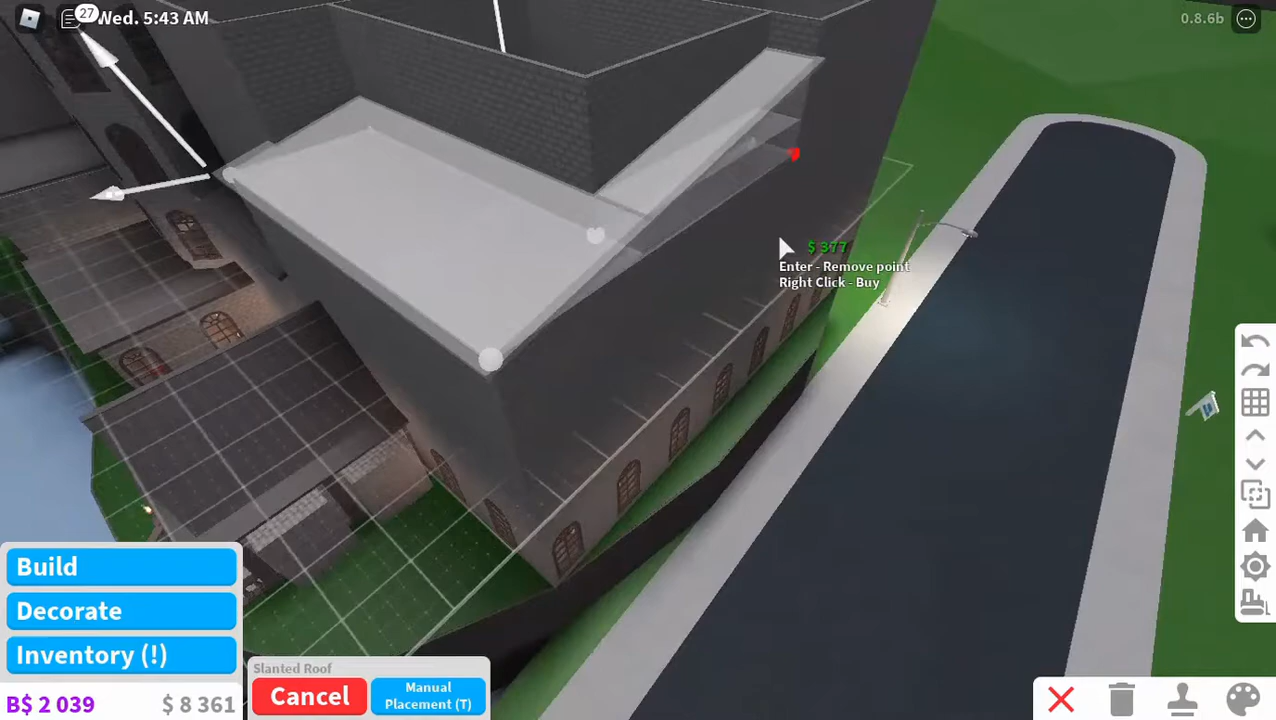 27
Wed. 5:43 AM
0.8.6b
$ 377
Enter - Remove point
Right Click - Buy
Build
Decorate
Inventory (!)
B$ 2 039
$ 8 361
Slanted Roof
Cancel
Manual
Placement (T)